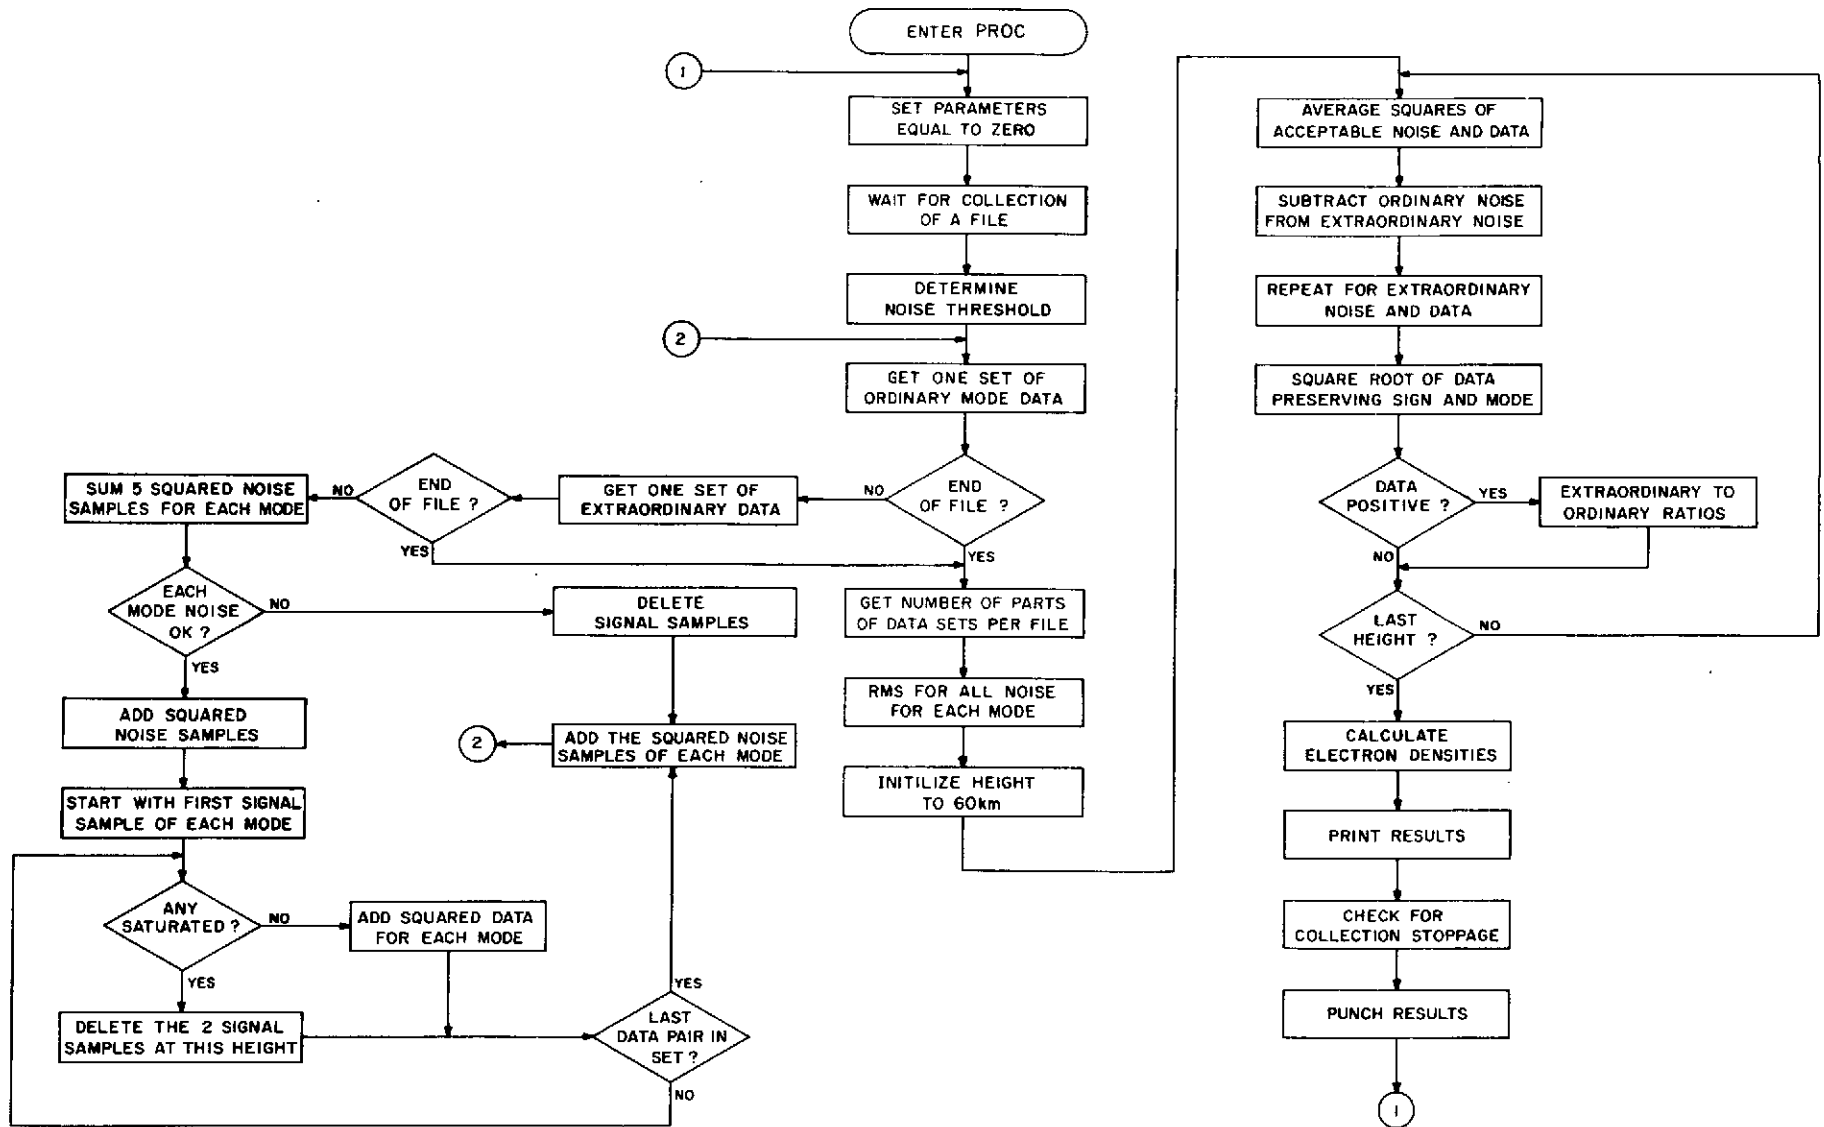 ENTER PROC
1
SET PARAMETERS
EQUAL TO ZERO
WAIT FOR COLLECTION
OF A FILE
DETERMINE
NOISE THRESHOLD
2
GET ONE SET OF
ORDINARY MODE DATA
END
OF FILE ?
NO
YES
GET ONE SET OF
EXTRAORDINARY DATA
END
OF FILE ?
NO
YES
SUM 5 SQUARED NOISE
SAMPLES FOR EACH MODE
EACH
MODE NOISE
OK ?
NO
YES
DELETE
SIGNAL SAMPLES
ADD SQUARED
NOISE SAMPLES
2
ADD THE SQUARED NOISE
SAMPLES OF EACH MODE
START WITH FIRST SIGNAL
SAMPLE OF EACH MODE
ANY
SATURATED ?
NO
YES
ADD SQUARED DATA
FOR EACH MODE
DELETE THE 2 SIGNAL
SAMPLES AT THIS HEIGHT
YES
LAST
DATA PAIR IN
SET ?
NO
GET NUMBER OF PARTS
OF DATA SETS PER FILE
RMS FOR ALL NOISE
FOR EACH MODE
INITILIZE HEIGHT
TO 60km
AVERAGE SQUARES OF
ACCEPTABLE NOISE AND DATA
SUBTRACT ORDINARY NOISE
FROM EXTRAORDINARY NOISE
REPEAT FOR EXTRAORDINARY
NOISE AND DATA
SQUARE ROOT OF DATA
PRESERVING SIGN AND MODE
DATA
POSITIVE ?
YES
NO
EXTRAORDINARY TO
ORDINARY RATIOS
LAST
HEIGHT ?
NO
YES
CALCULATE
ELECTRON DENSITIES
PRINT RESULTS
CHECK FOR
COLLECTION STOPPAGE
PUNCH RESULTS
1